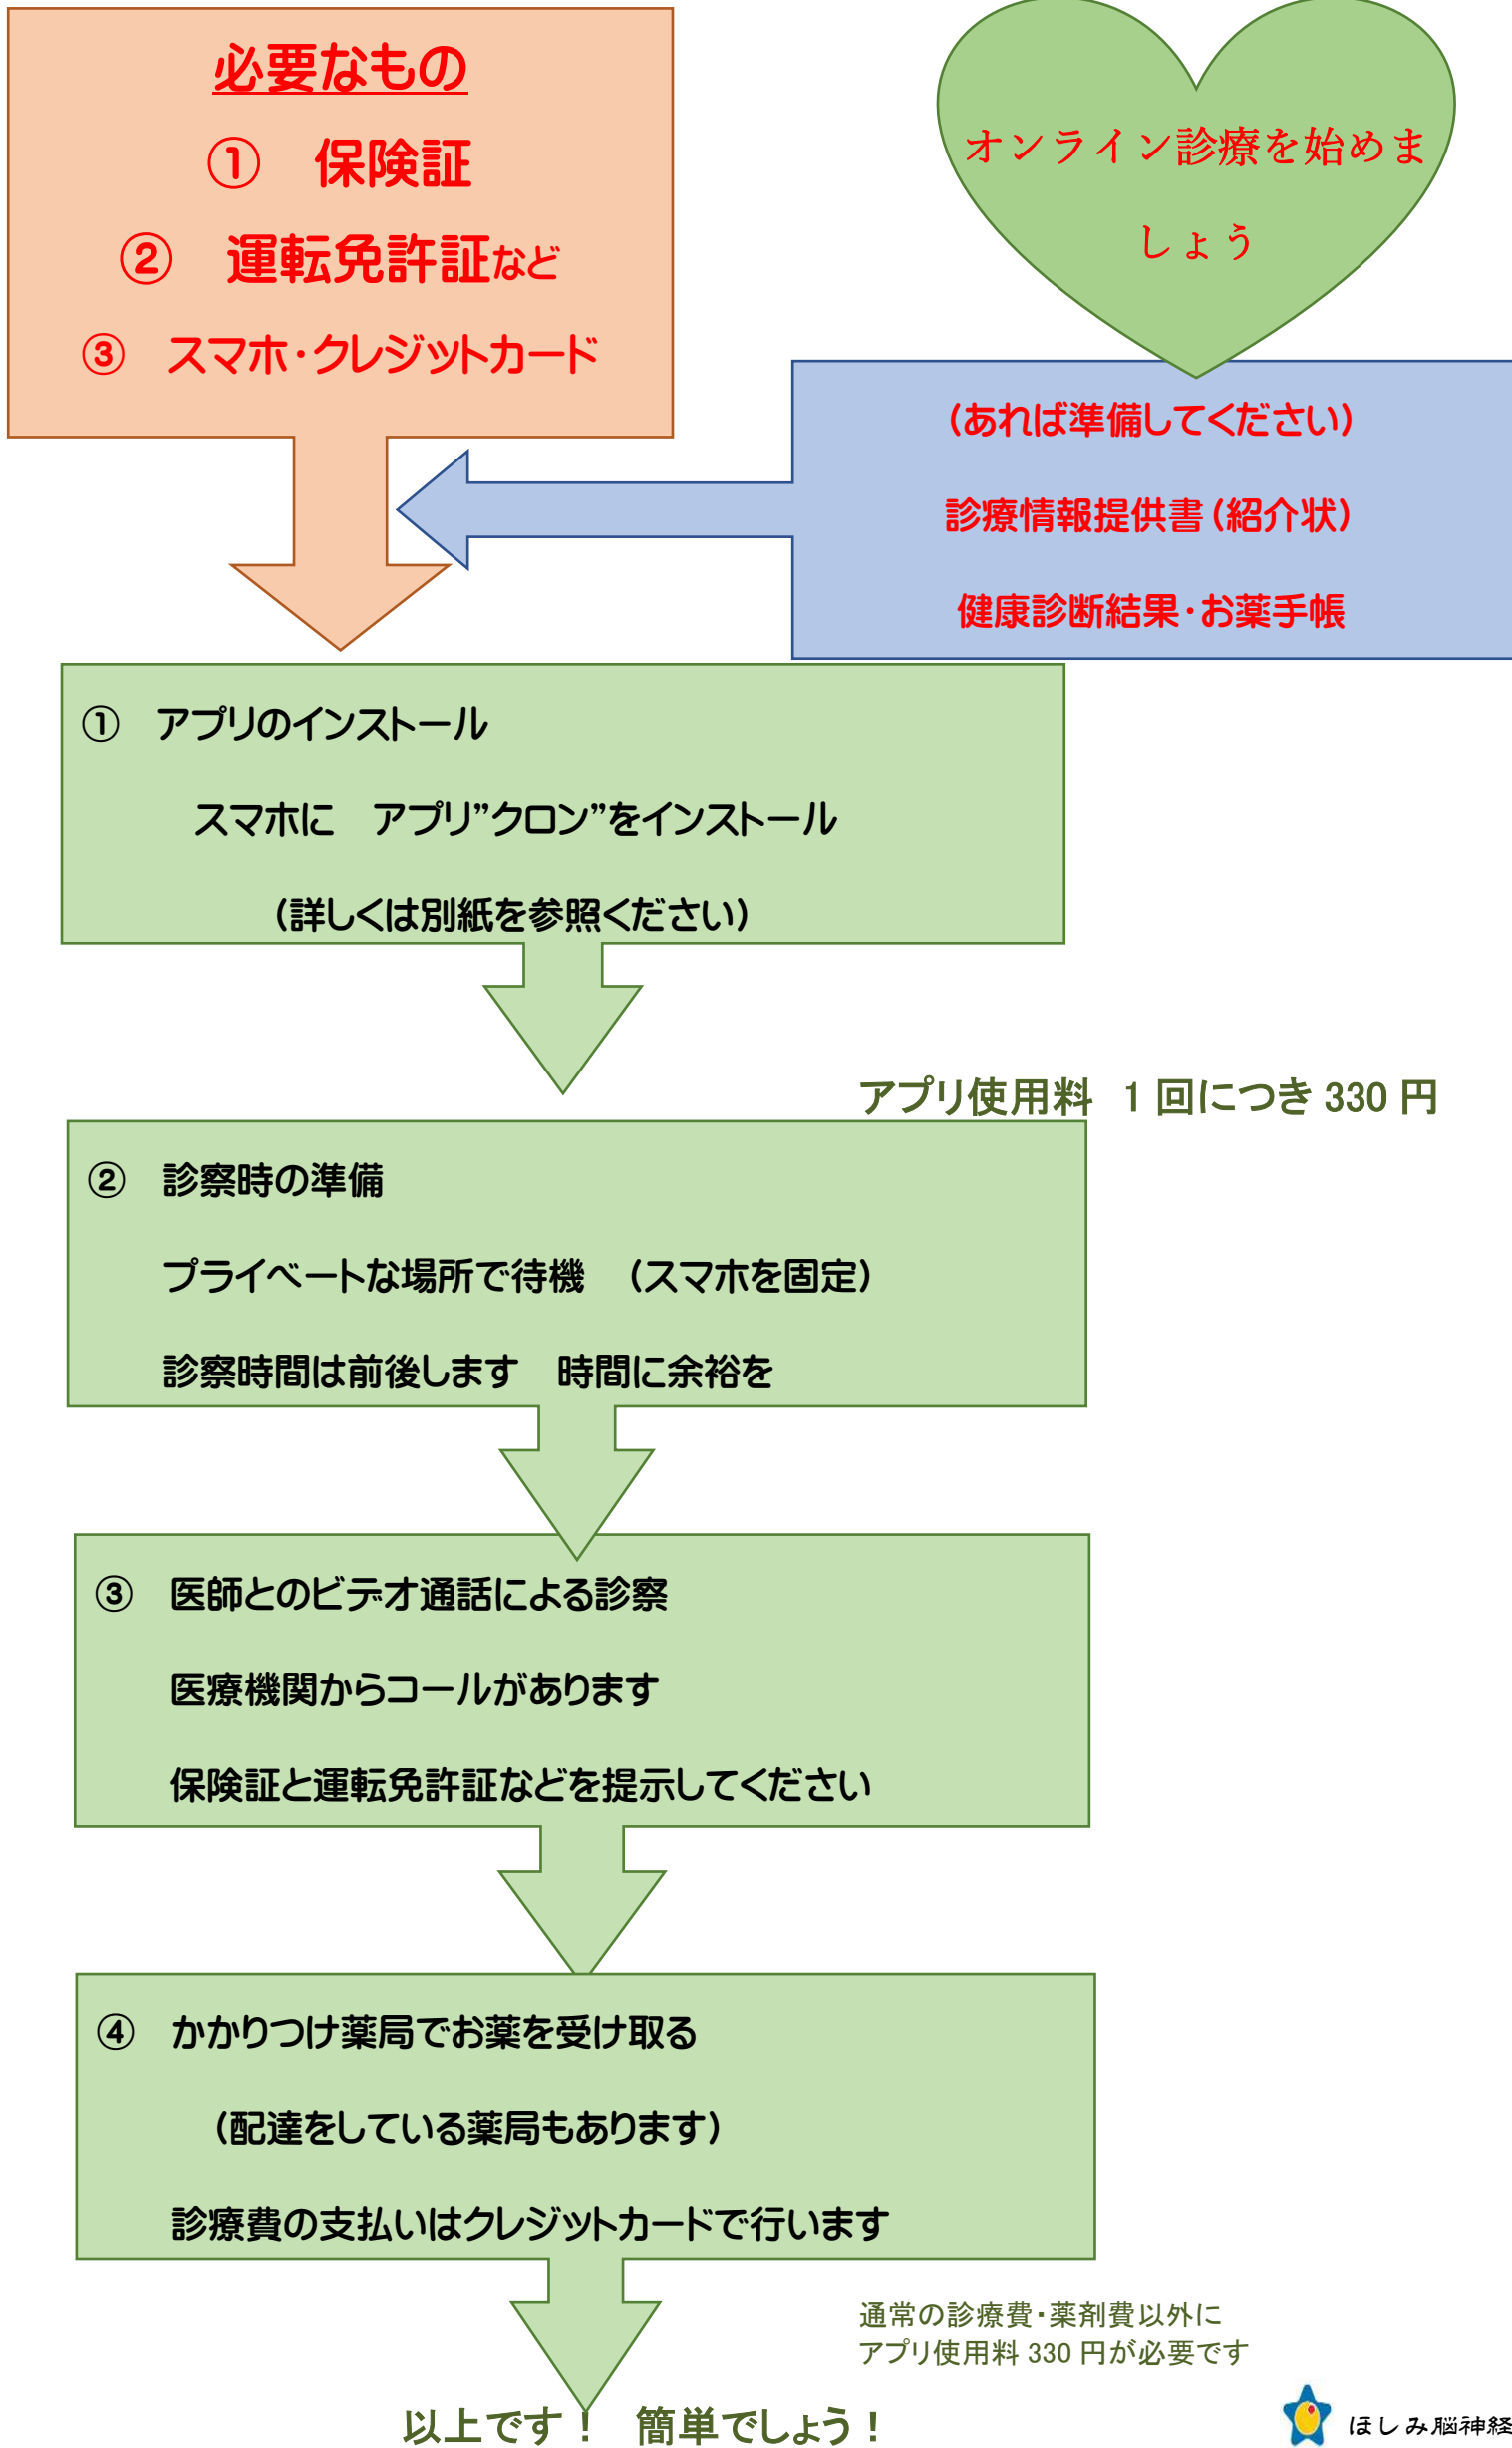 必要なもの
①　保険証
②　運転免許証など
③　スマホ・クレジットカード
オンライン診療を始めま
しょう
（あれば準備してください）
診療情報提供書（紹介状）
健康診断結果・お薬手帳
①　アプリのインストール
スマホに　アプリ”クロン”をインストール
（詳しくは別紙を参照ください）
アプリ使用料　1 回につき 330 円
②　診察時の準備
プライベートな場所で待機　（スマホを固定）
診察時間は前後します　時間に余裕を
③　医師とのビデオ通話による診察
医療機関からコールがあります
保険証と運転免許証などを提示してください
④　かかりつけ薬局でお薬を受け取る
（配達をしている薬局もあります）
診療費の支払いはクレジットカードで行います
通常の診療費・薬剤費以外に
アプリ使用料 330 円が必要です
以上です！　簡単でしょう！
ほしみ脳神経